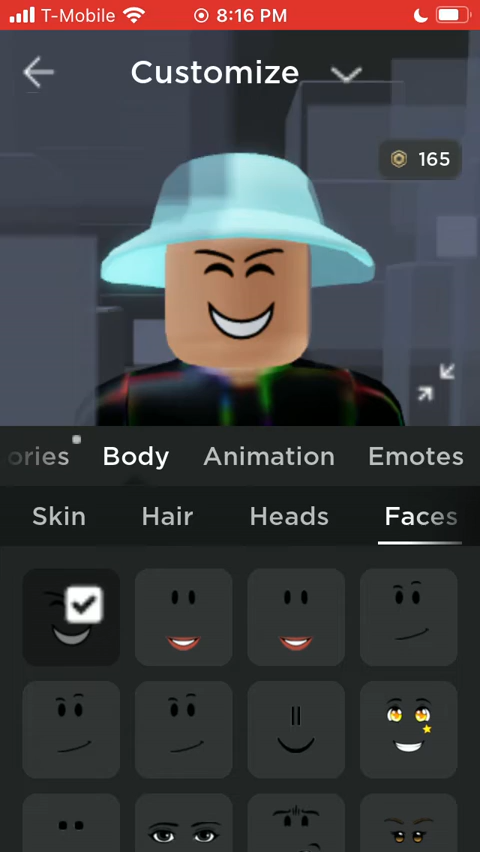 T-Mobile 8:16 PM
Customize
165
ories Body Animation Emotes
Skin Hair Heads Faces